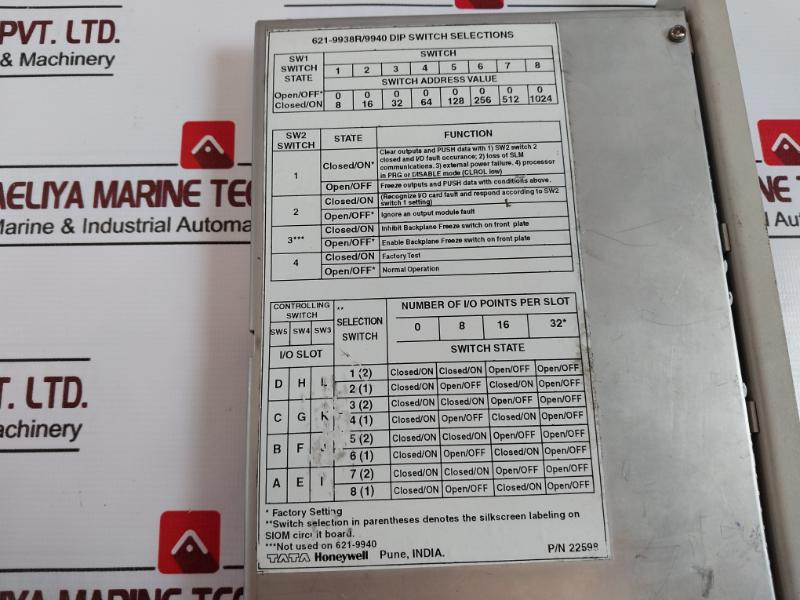 PVT. LTD.
& Machinery
AELIYA MARINE TEC
Marine & Industrial Automa
VT. LTD.
Machinery
AELIYA MARINE TEC
621-9938R/9940 DIP SWITCH SELECTIONS
SW1 SWITCH STATE SWITCH
1 2 3 4 5 6 7 8
SWITCH ADDRESS VALUE
Open/OFF* 0 0 0 0 0 0 0 0
Closed/ON 8 16 32 64 128 256 512 1024
SW2 SWITCH STATE FUNCTION
1 Closed/ON* Clear outputs and PUSH data with 1) SW2 switch 2
closed and I/O fault occurance; 2) loss of SLM
communications. 3) external power failure. 4) processor
in PRG or DISABLE mode (CLROL low)
Open/OFF Freeze outputs and PUSH data with conditions above.
2 Closed/ON (Recognize I/O card fault and respond according to SW2
switch 1 setting)
Open/OFF* Ignore an output module fault
3*** Closed/ON Inhibit Backplane Freeze switch on front plate
Open/OFF* Enable Backplane Freeze switch on front plate
4 Closed/ON Factory Test
Open/OFF* Normal Operation
CONTROLLING SWITCH ** SELECTION SWITCH NUMBER OF I/O POINTS PER SLOT
SW5 SW4 SW3 0 8 16 32*
I/O SLOT SWITCH STATE
D H L 1 (2) Closed/ON Closed/ON Open/OFF Open/OFF
2 (1) Closed/ON Open/OFF Closed/ON Open/OFF
C G K 3 (2) Closed/ON Closed/ON Open/OFF Open/OFF
4 (1) Closed/ON Open/OFF Closed/ON Open/OFF
B F 5 (2) Closed/ON Closed/ON Open/OFF Open/OFF
6 (1) Closed/ON Open/OFF Closed/ON Open/OFF
A E I 7 (2) Closed/ON Closed/ON Open/OFF Open/OFF
8 (1) Closed/ON Open/OFF Closed/ON Open/OFF
* Factory Setting
**Switch selection in parentheses denotes the silkscreen labeling on
SIOM circuit board.
***Not used on 621-9940
TATA Honeywell Pune, INDIA. P/N 22598